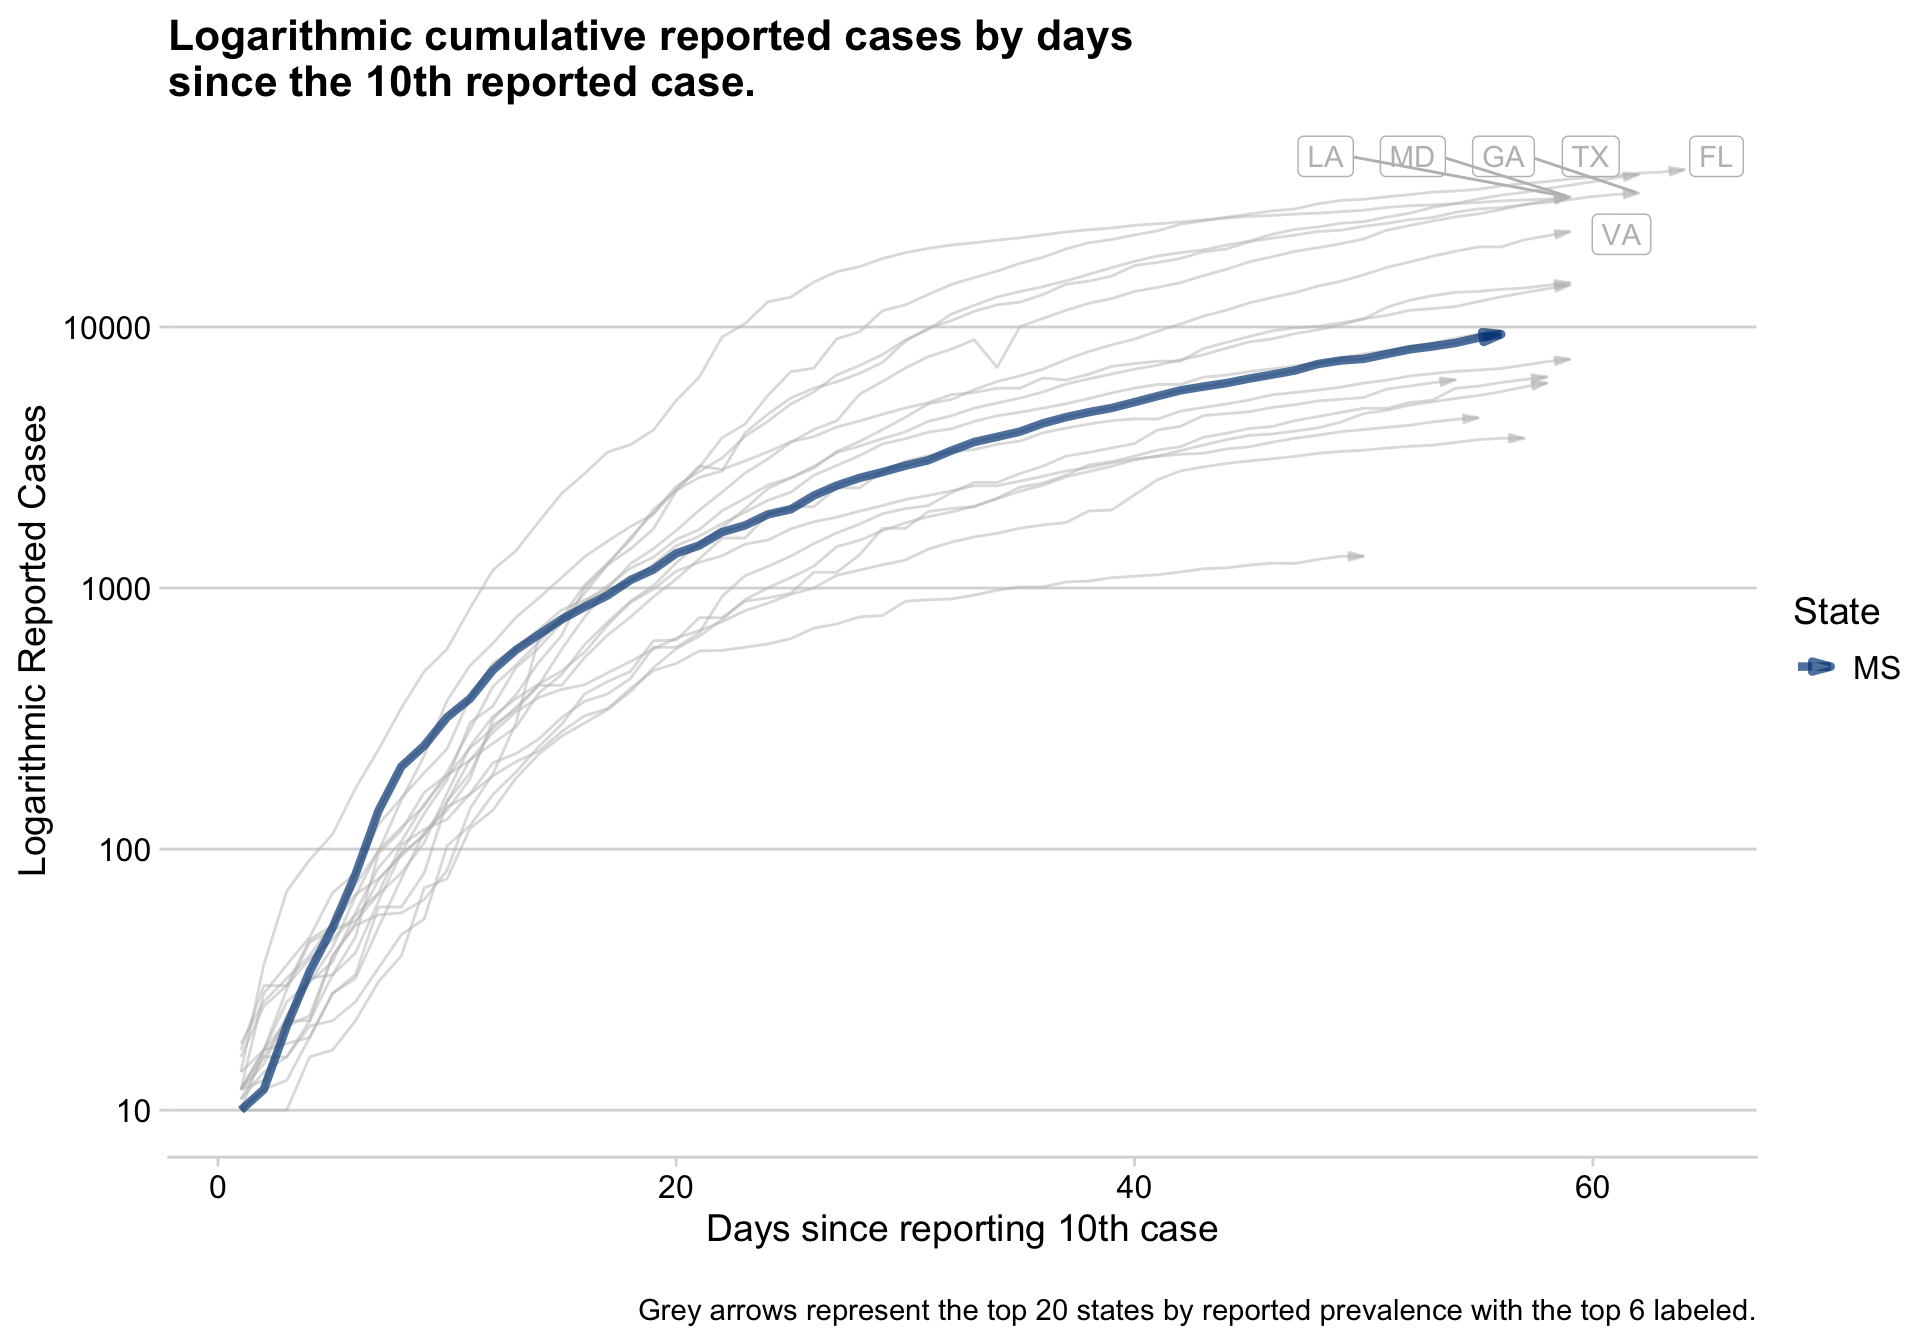 Logarithmic cumulative reported cases by days
since the 10th reported case.
LA MD GA TX FL
VA
10000
1000
100
10
Logarithmic Reported Cases
State
MS
0 20 40 60
Days since reporting 10th case
Grey arrows represent the top 20 states by reported prevalence with the top 6 labeled.